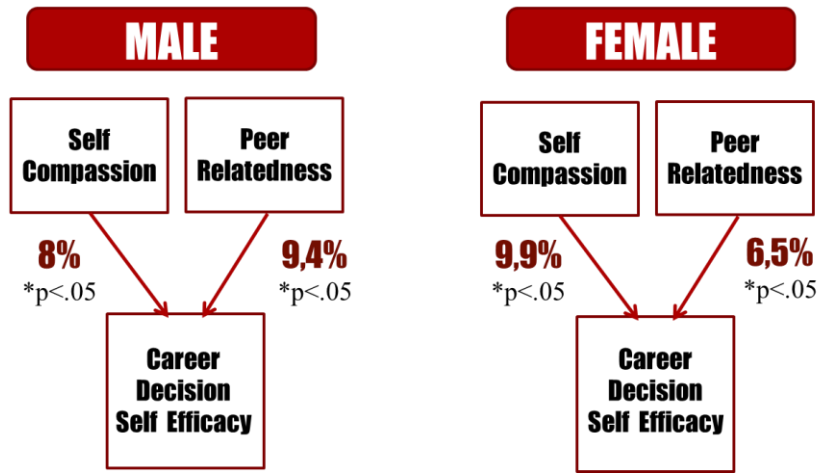 MALE
Self
Compassion
Peer
Relatedness
8%
*p<.05
9,4%
*p<.05
Career
Decision
Self Efficacy
FEMALE
Self
Compassion
Peer
Relatedness
9,9%
*p<.05
6,5%
*p<.05
Career
Decision
Self Efficacy